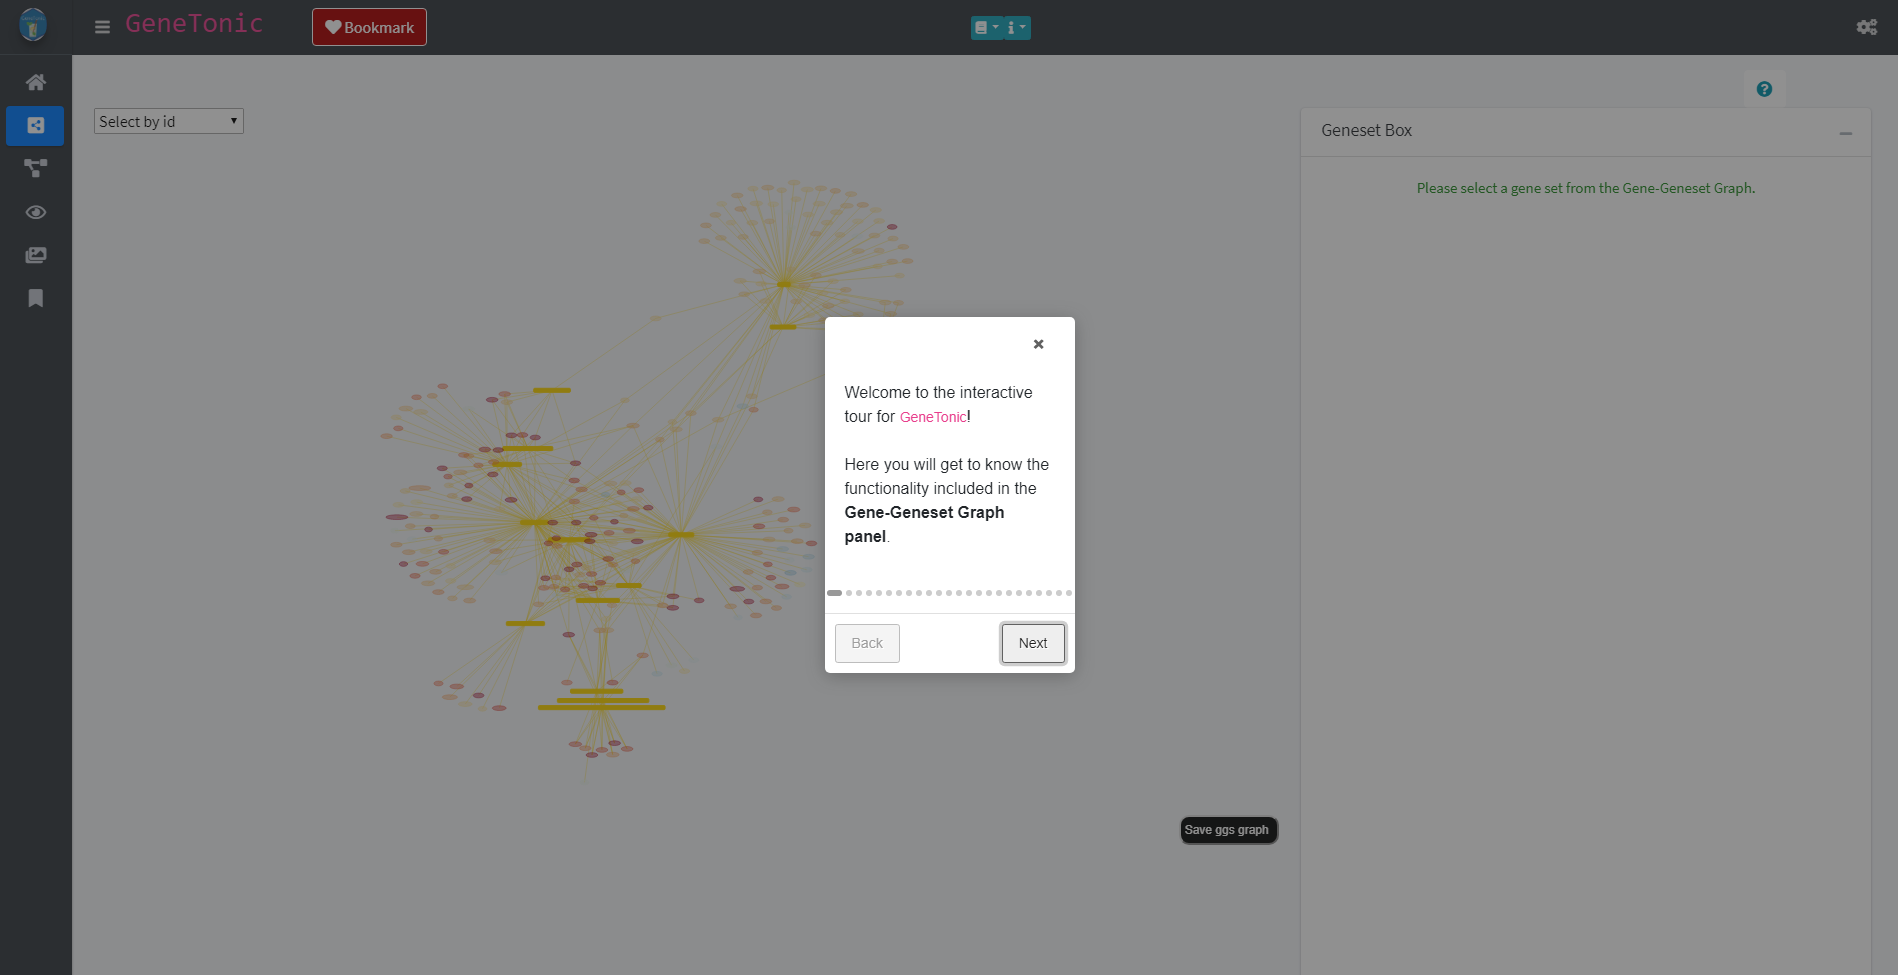 GeneTonic
Bookmark
Select by id
Geneset Box
Please select a gene set from the Gene-Geneset Graph.
Welcome to the interactive
tour for GeneTonic!
Here you will get to know the
functionality included in the
Gene-Geneset Graph
panel.
Back
Next
Save ggs graph